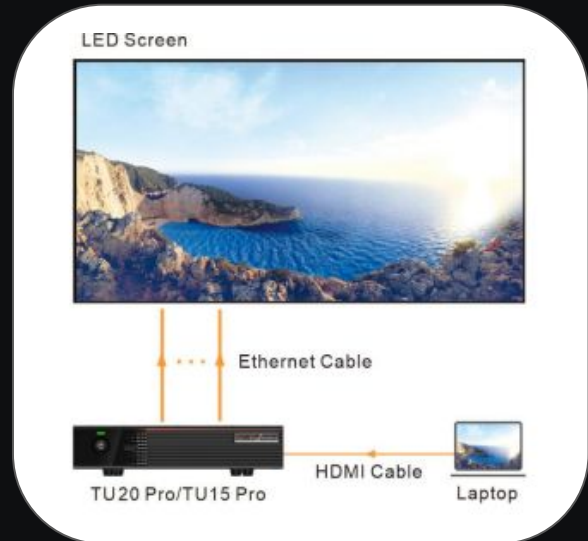 LED Screen
Ethernet Cable
HDMI Cable
TU20 Pro/TU15 Pro
Laptop